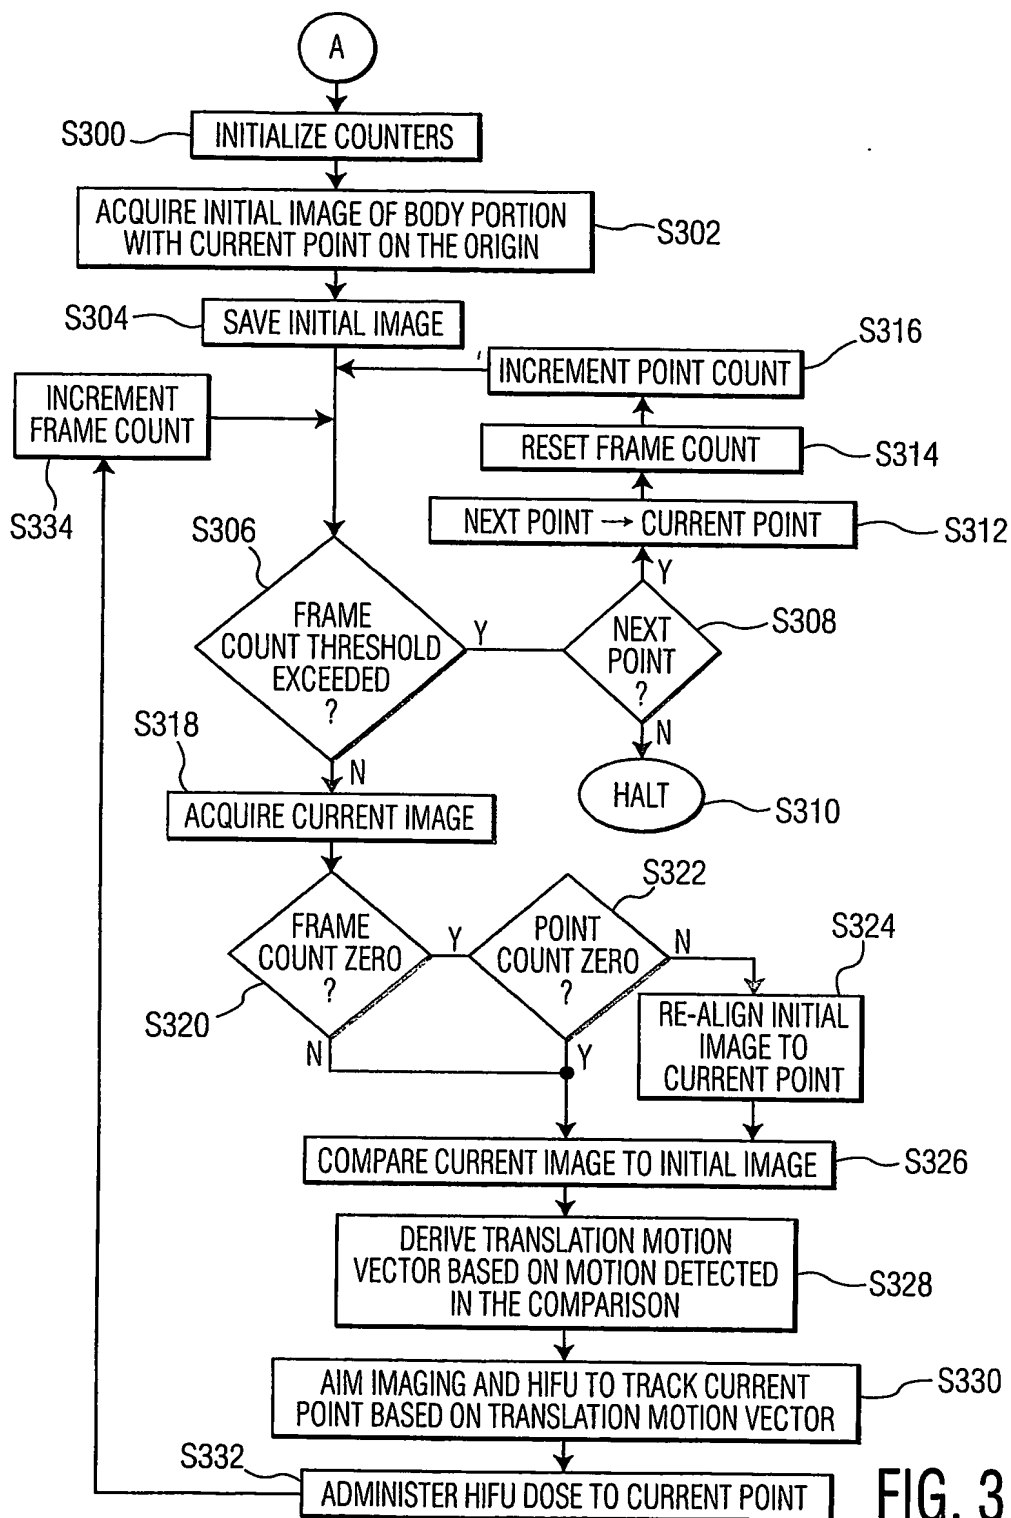 A
S300
INITIALIZE COUNTERS
ACQUIRE INITIAL IMAGE OF BODY PORTION
WITH CURRENT POINT ON THE ORIGIN
S302
S304
SAVE INITIAL IMAGE
S316
INCREMENT POINT COUNT
INCREMENT
FRAME COUNT
S334
RESET FRAME COUNT
S314
NEXT POINT → CURRENT POINT
S312
S306
FRAME
COUNT THRESHOLD
EXCEEDED
?
Y
Y
NEXT
POINT
?
S308
N
HALT
S310
S318
N
ACQUIRE CURRENT IMAGE
FRAME
COUNT ZERO
?
S320
Y
N
S322
POINT
COUNT ZERO
?
N
Y
S324
RE-ALIGN INITIAL
IMAGE TO
CURRENT POINT
COMPARE CURRENT IMAGE TO INITIAL IMAGE
S326
DERIVE TRANSLATION MOTION
VECTOR BASED ON MOTION DETECTED
IN THE COMPARISON
S328
AIM IMAGING AND HIFU TO TRACK CURRENT
POINT BASED ON TRANSLATION MOTION VECTOR
S330
S332
ADMINISTER HIFU DOSE TO CURRENT POINT
FIG. 3